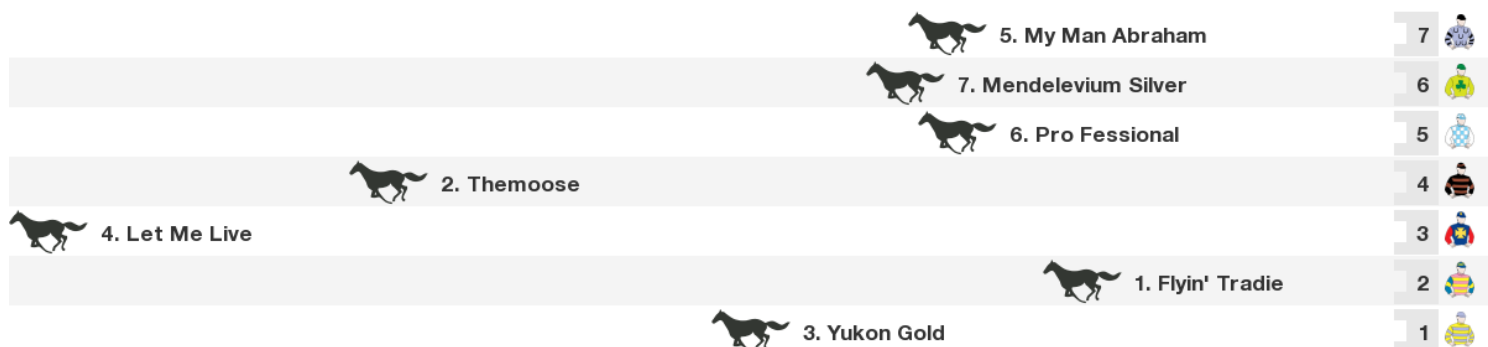 5. My Man Abraham 7
7. Mendelevium Silver 6
6. Pro Fessional 5
2. Themoose 4
4. Let Me Live 3
1. Flyin' Tradie 2
3. Yukon Gold 1